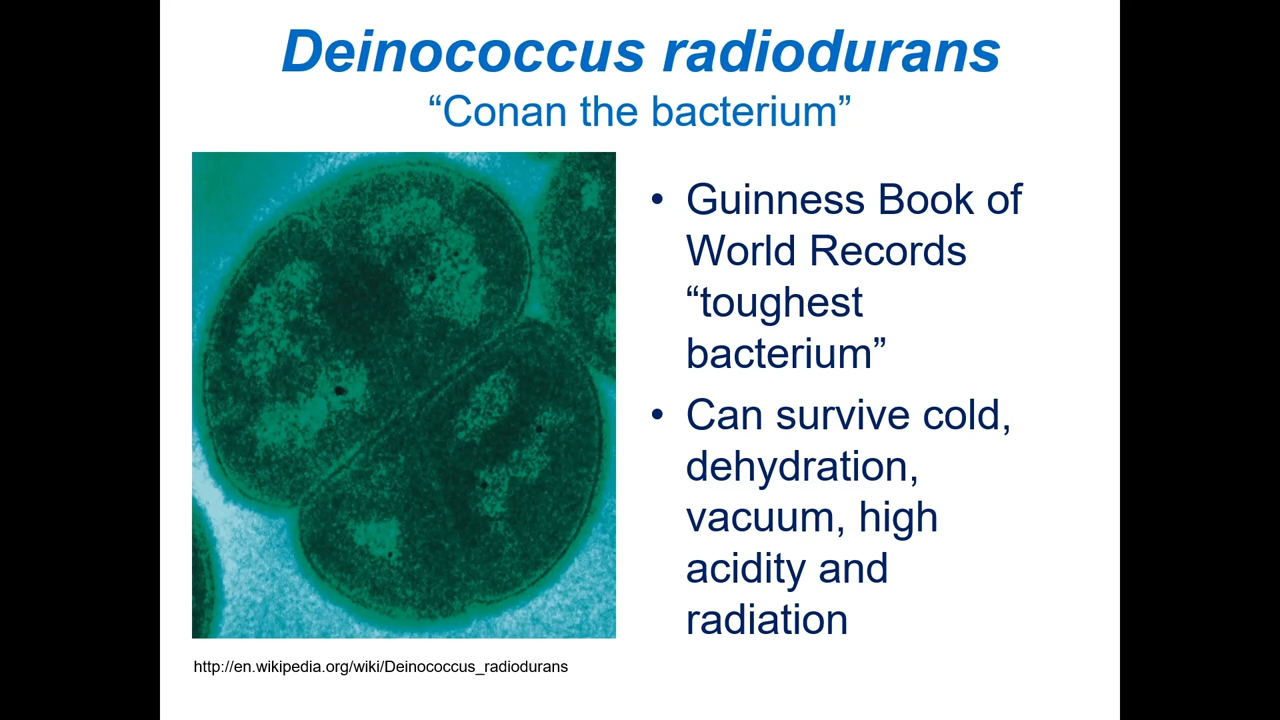 Deinococcus radiodurans
“Conan the bacterium”
• Guinness Book of
World Records
“toughest
bacterium”
• Can survive cold,
dehydration,
vacuum, high
acidity and
radiation
http://en.wikipedia.org/wiki/Deinococcus_radiodurans